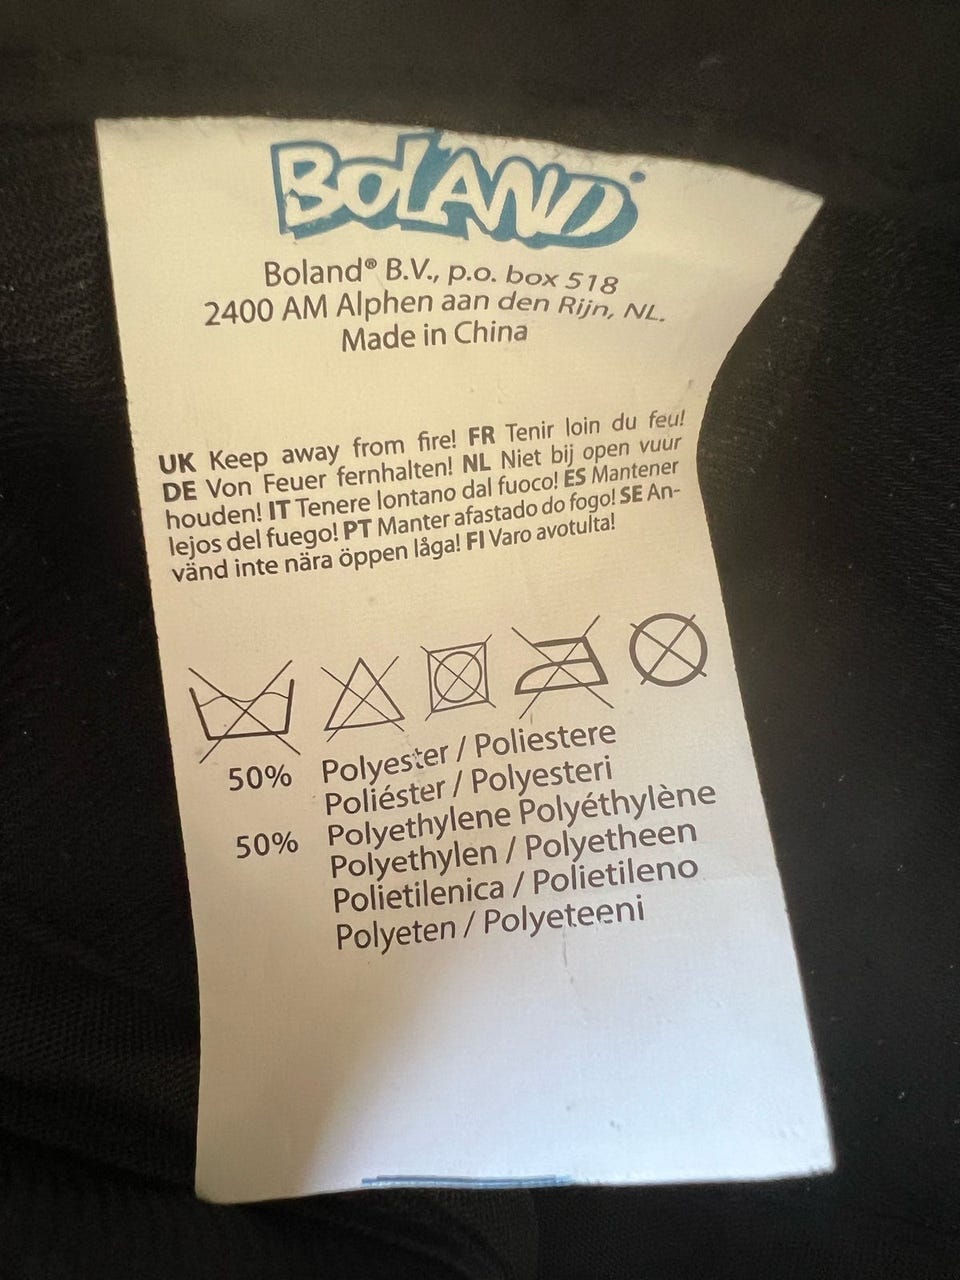 BOLAND
Boland® B.V., p.o. box 518
2400 AM Alphen aan den Rijn, NL.
Made in China
UK Keep away from fire! FR Tenir loin du feu!
DE Von Feuer fernhalten! NL Niet bij open vuur
houden! IT Tenere lontano dal fuoco! ES Mantener
lejos del fuego! PT Manter afastado do fogo! SE An-
vänd inte nära öppen låga! FI Varo avotulta!
50% Polyester / Poliestere
Poliéster / Polyesteri
50% Polyethylene Polyéthylène
Polyethylen / Polyetheen
Polietilenica / Polietileno
Polyeten / Polyeteeni